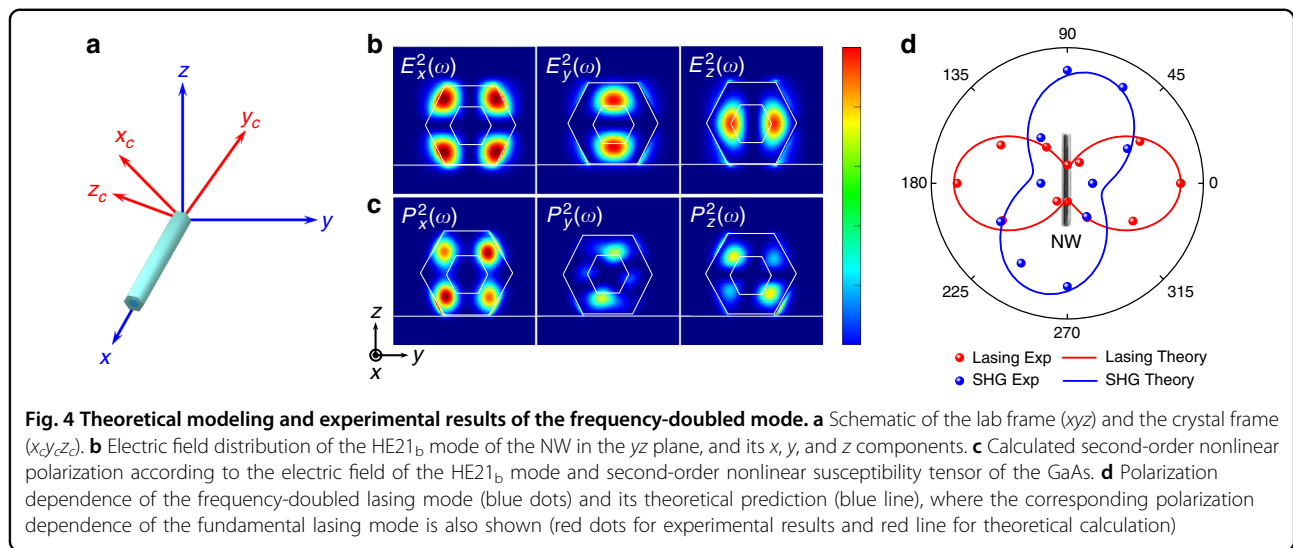 a
z
y_c
x_c
z_c
y
x
b
E_x^2(ω)
E_y^2(ω)
E_z^2(ω)
c
P_x^2(ω)
P_y^2(ω)
P_z^2(ω)
z
y
x
d
90
135
45
180
0
NW
225
315
270
Lasing Exp
Lasing Theory
SHG Exp
SHG Theory
Fig. 4 Theoretical modeling and experimental results of the frequency-doubled mode. a Schematic of the lab frame (xyz) and the crystal frame
(x_cy_cz_c). b Electric field distribution of the HE21_b mode of the NW in the yz plane, and its x, y, and z components. c Calculated second-order nonlinear
polarization according to the electric field of the HE21_b mode and second-order nonlinear susceptibility tensor of the GaAs. d Polarization
dependence of the frequency-doubled lasing mode (blue dots) and its theoretical prediction (blue line), where the corresponding polarization
dependence of the fundamental lasing mode is also shown (red dots for experimental results and red line for theoretical calculation)